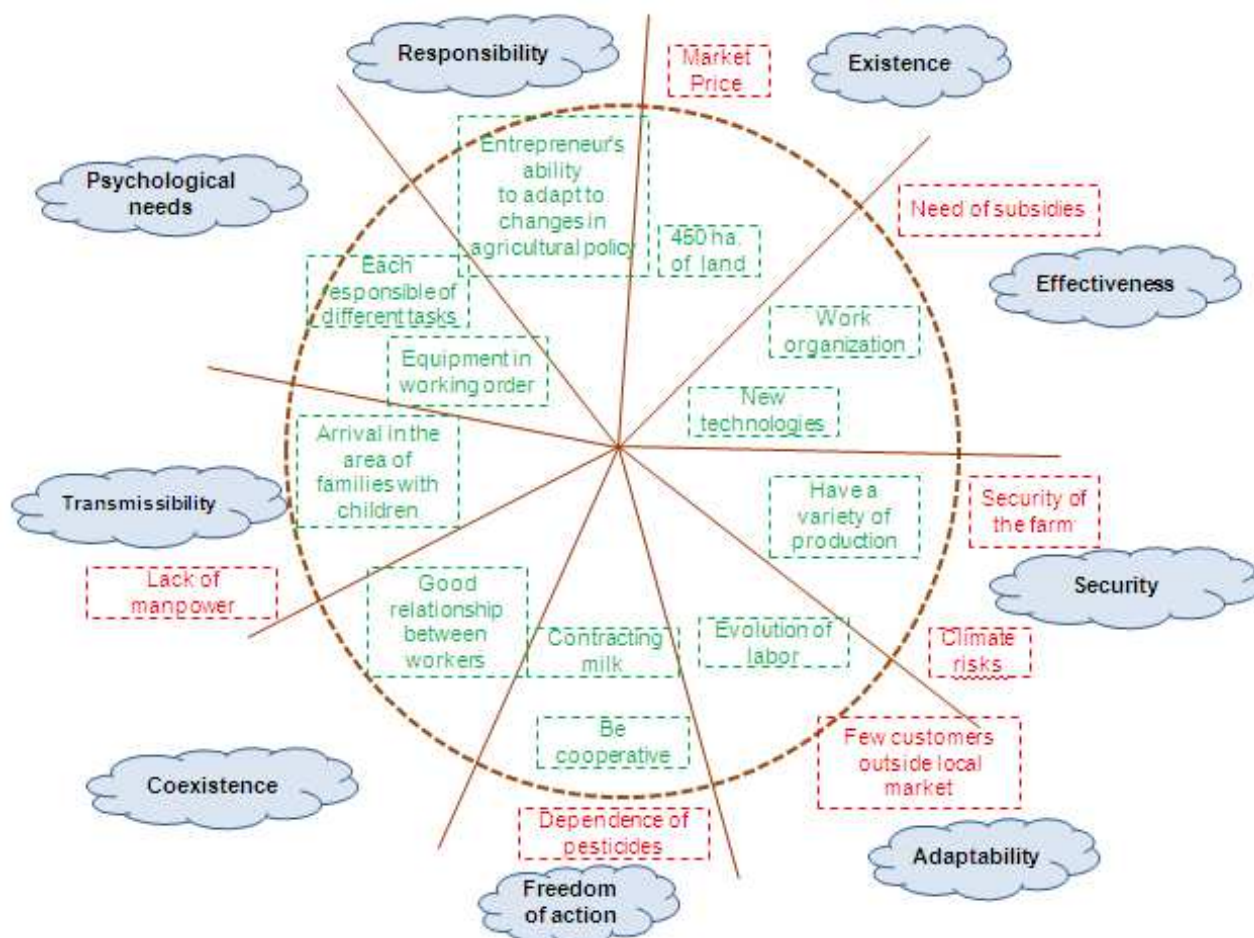 Responsibility
Market
Price
Existence
Entrepreneur's
ability
to adapt to
changes in
agricultural policy
Psychological
needs
Need of subsidies
450 ha.
of land
Each
responsible of
different tasks
Effectiveness
Work
organization
Equipment in
working order
New
technologies
Arrival in the
area of
families with
children
Transmissibility
Have a
variety of
production
Security of
the farm
Lack of
manpower
Good
relationship
between
workers
Security
Contracting
milk
Evolution of
labor
Climate
risks
Be
cooperative
Few customers
outside local
market
Coexistence
Dependence of
pesticides
Adaptability
Freedom
of action